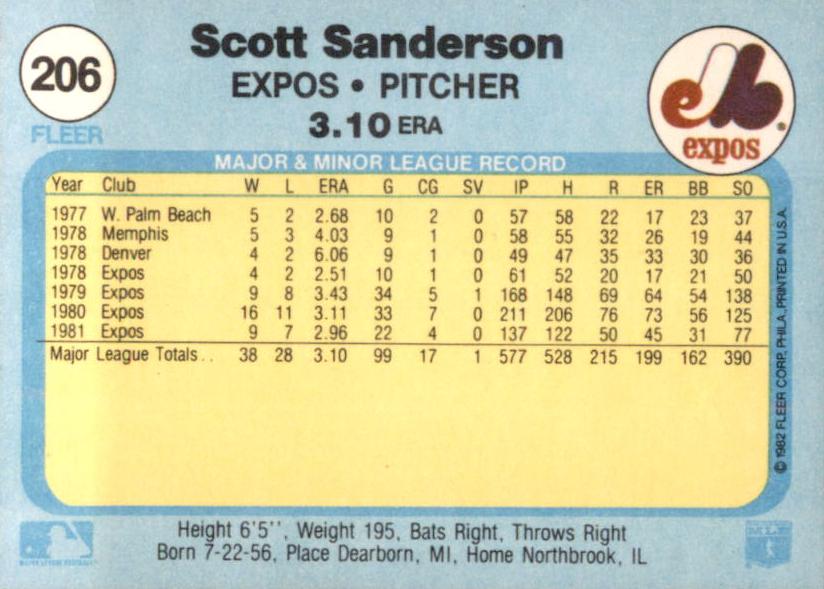 206
FLEER
Scott Sanderson
EXPOS • PITCHER
3.10 ERA
expos
MAJOR & MINOR LEAGUE RECORD
Year Club W L ERA G CG SV IP H R ER BB SO
1977 W. Palm Beach 5 2 2.68 10 2 0 57 58 22 17 23 37
1978 Memphis 5 3 4.03 9 1 0 58 55 32 26 19 44
1978 Denver 4 2 6.06 9 1 0 49 47 35 33 30 36
1978 Expos 4 2 2.51 10 1 0 61 52 20 17 21 50
1979 Expos 9 8 3.43 34 5 1 168 148 69 64 54 138
1980 Expos 16 11 3.11 33 7 0 211 206 76 73 56 125
1981 Expos 9 7 2.96 22 4 0 137 122 50 45 31 77
Major League Totals . . 38 28 3.10 99 17 1 577 528 215 199 162 390
© 1982 FLEER CORP. PHILA., PRINTED IN U.S.A.
Height 6'5'', Weight 195, Bats Right, Throws Right
Born 7-22-56, Place Dearborn, MI, Home Northbrook, IL